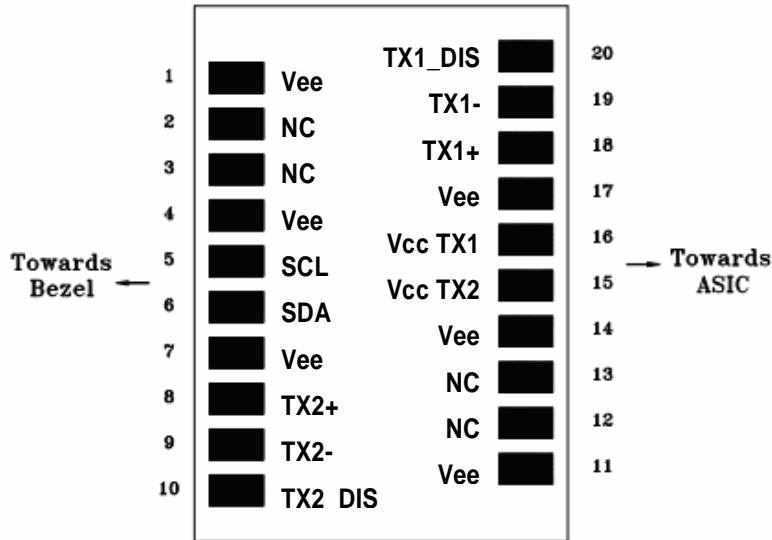 1 Vee
2 NC
3 NC
4 Vee
5 SCL
6 SDA
7 Vee
8 TX2+
9 TX2-
10 TX2 DIS
TX1_DIS 20
TX1- 19
TX1+ 18
Vee 17
Vcc TX1 16
Vcc TX2 15
Vee 14
NC 13
NC 12
Vee 11
Towards
Bezel
Towards
ASIC